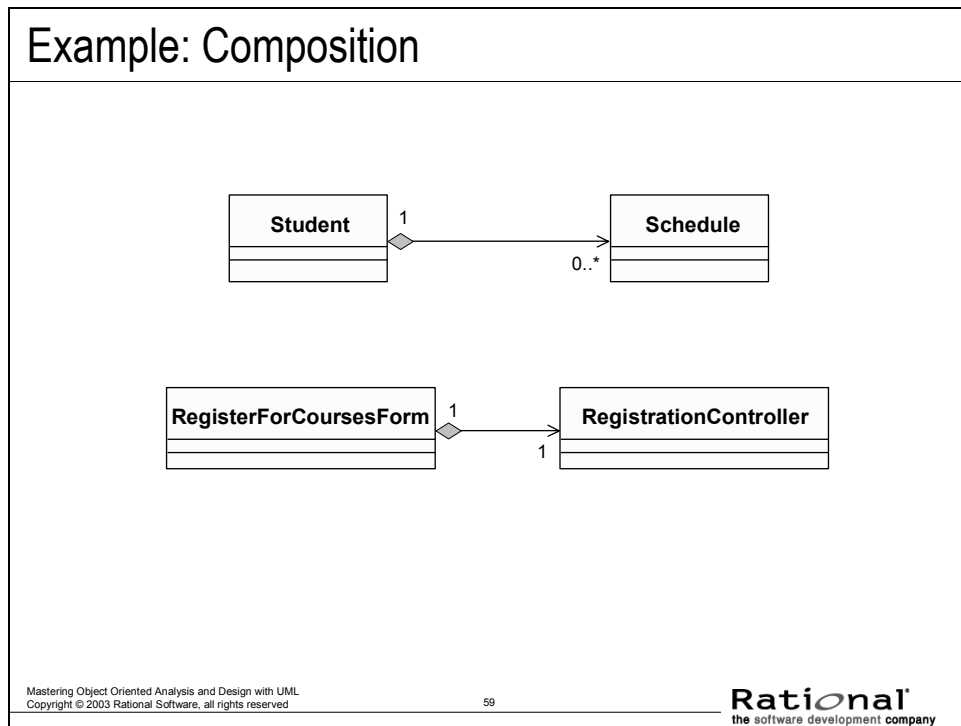 Example: Composition
Student
1
0..*
Schedule
RegisterForCoursesForm
1
1
RegistrationController
Mastering Object Oriented Analysis and Design with UML
Copyright © 2003 Rational Software, all rights reserved
59
Rational
the software development company